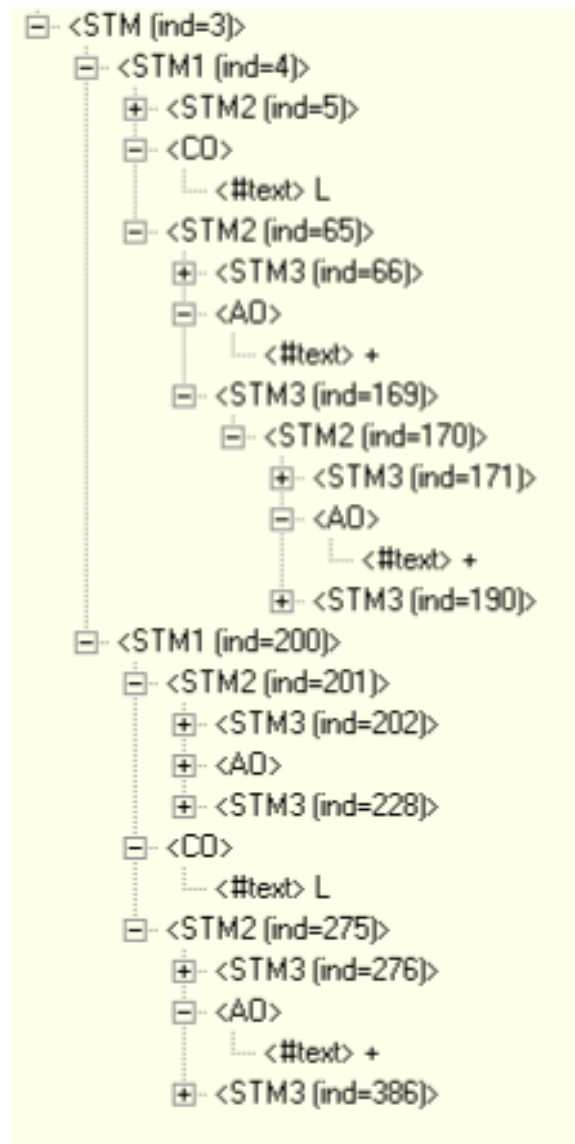 <STM (ind=3)>
<STM1 (ind=4)>
<STM2 (ind=5)>
<CO>
<#text> L
<STM2 (ind=65)>
<STM3 (ind=66)>
<AO>
<#text> +
<STM3 (ind=169)>
<STM2 (ind=170)>
<STM3 (ind=171)>
<AO>
<#text> +
<STM3 (ind=190)>
<STM1 (ind=200)>
<STM2 (ind=201)>
<STM3 (ind=202)>
<AO>
<STM3 (ind=228)>
<CO>
<#text> L
<STM2 (ind=275)>
<STM3 (ind=276)>
<AO>
<#text> +
<STM3 (ind=386)>